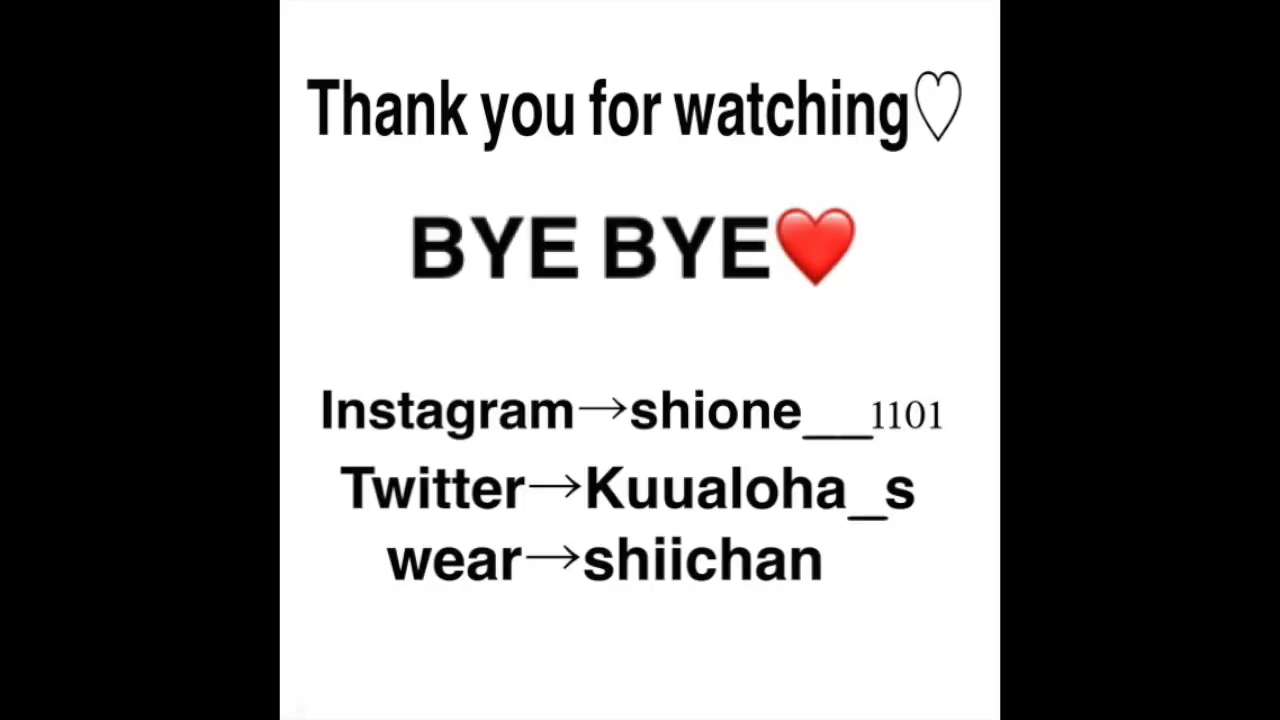 Thank you for watching♡
BYE BYE❤️
Instagram→shione__1101
Twitter→Kuualoha_s
wear→shiichan